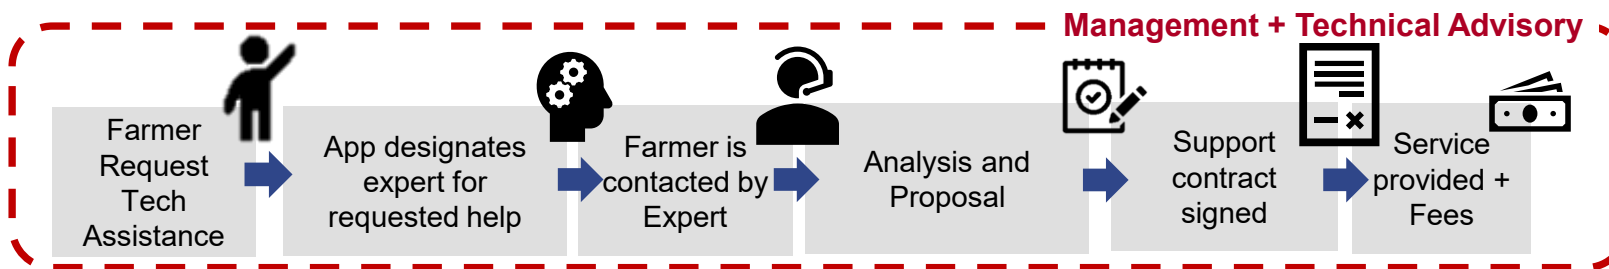 Management + Technical Advisory
Farmer
Request
Tech
Assistance
App designates
expert for
requested help
Farmer is
contacted by
Expert
Analysis and
Proposal
Support
contract
signed
Service
provided +
Fees